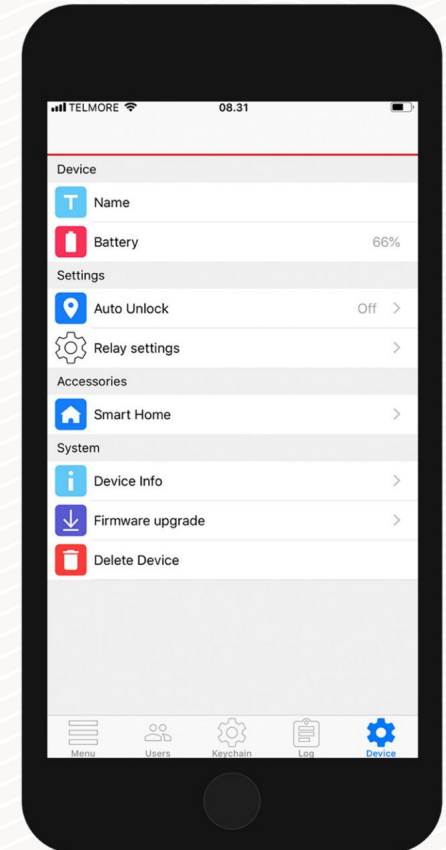 TELMORE 08.31
Device
T Name
Battery 66%
Settings
Auto Unlock Off
Relay settings
Accessories
Smart Home
System
i Device Info
Firmware upgrade
Delete Device
Menu Users Keychain Log Device